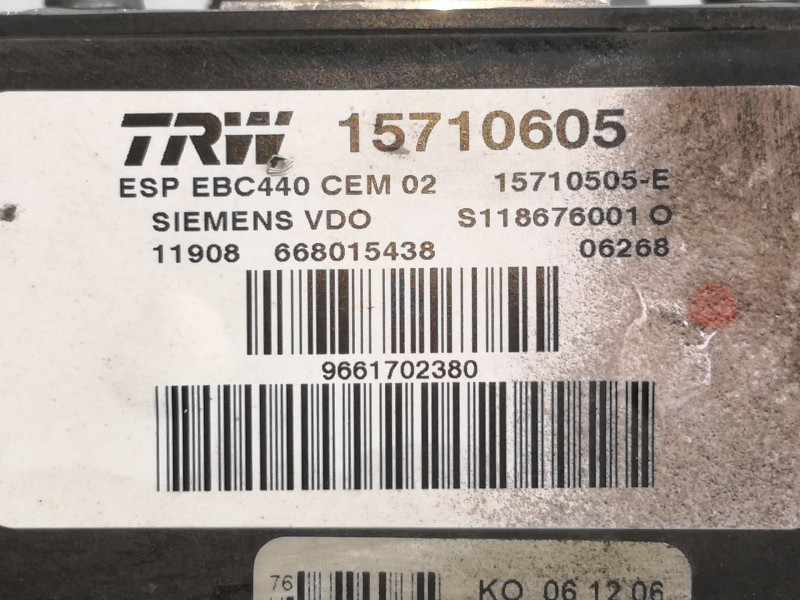 TRW 15710605
ESP EBC440 CEM 02 15710505-E
SIEMENS VDO S118676001 O
11908 668015438 06268
9661702380
76 KO 06 12 06